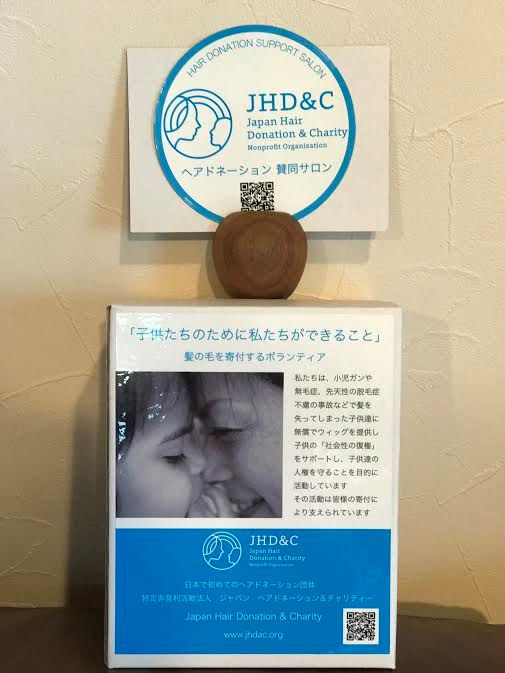 HAIR DONATION SUPPORT SALON
JHD&C
Japan Hair
Donation & Charity
Nonprofit Organization
ヘアドネーション 賛同サロン
「子供たちのために私たちができること」
髪の毛を寄付するボランティア
私たちは、小児ガンや
無毛症、先天性の脱毛症
不慮の事故などで髪を
失ってしまった子供達に
無償でウィッグを提供し
子供の「社会性の復権」
をサポートし、子供達の
人権を守ることを目的に
活動しています
その活動は皆様の寄付に
より支えられています
JHD&C
Japan Hair
Donation & Charity
Nonprofit Organization
日本で初めてのヘアドネーション団体
特定非営利活動法人 ジャパン ヘアドネーション&チャリティー
Japan Hair Donation & Charity
www.jhdac.org